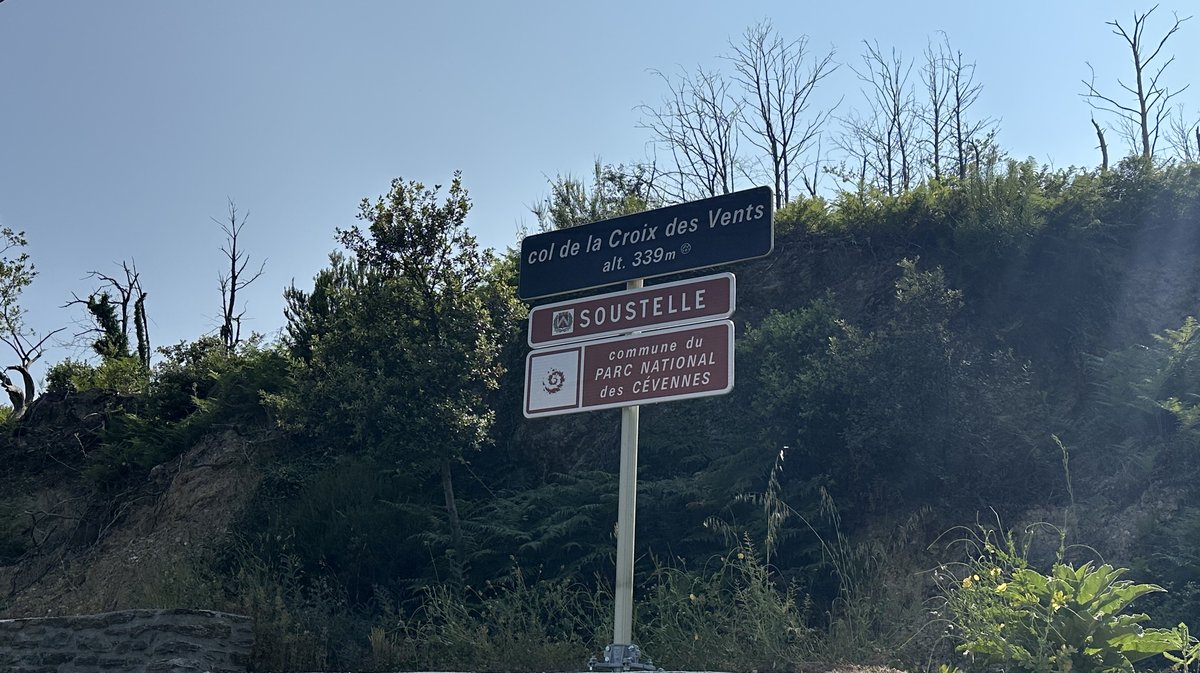 col de la Croix des Vents
alt. 339m
SOUSTELLE
commune du
PARC NATIONAL
des CÉVENNES